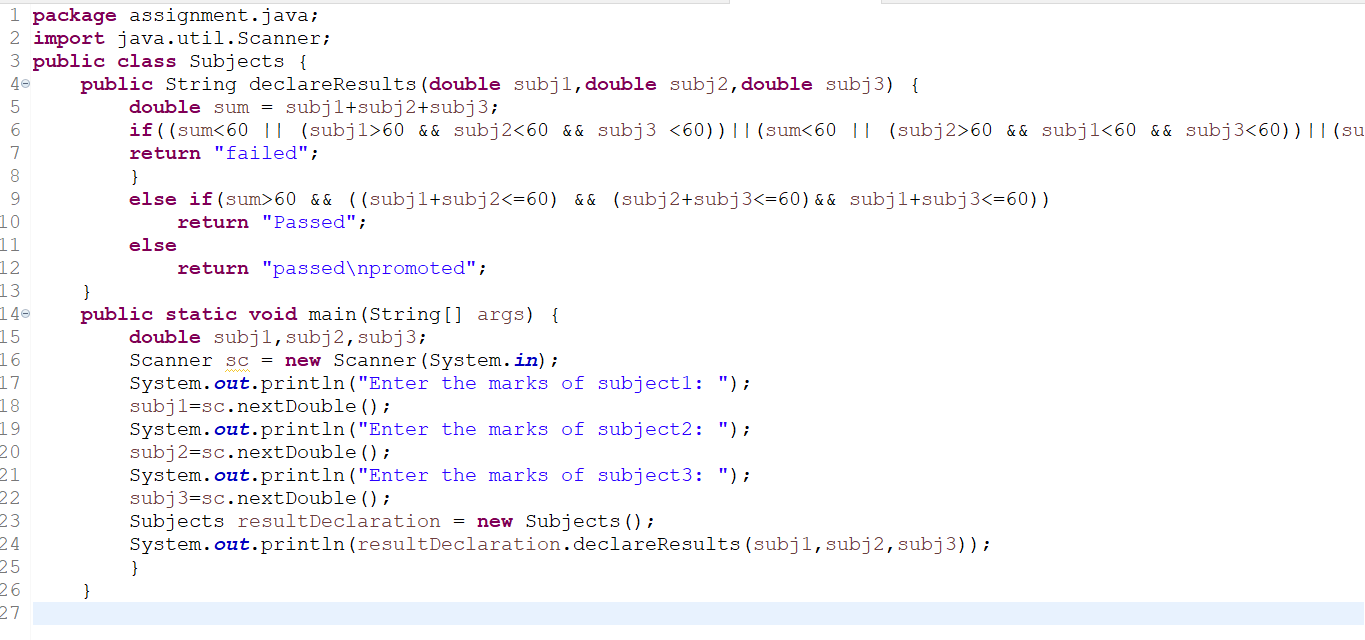 1 package assignment.java;
2 import java.util.Scanner;
3 public class Subjects {
4 public String declareResults(double subj1,double subj2,double subj3) {
5 double sum = subj1+subj2+subj3;
6 if((sum<60 || (subj1>60 && subj2<60 && subj3 <60))||(sum<60 || (subj2>60 && subj1<60 && subj3<60))||(su
7 return "failed";
8 }
9 else if(sum>60 && ((subj1+subj2<=60) && (subj2+subj3<=60)&& subj1+subj3<=60))
10 return "Passed";
11 else
12 return "passed\npromoted";
13 }
14 public static void main(String[] args) {
15 double subj1,subj2,subj3;
16 Scanner sc = new Scanner(System.in);
17 System.out.println("Enter the marks of subject1: ");
18 subj1=sc.nextDouble();
19 System.out.println("Enter the marks of subject2: ");
20 subj2=sc.nextDouble();
21 System.out.println("Enter the marks of subject3: ");
22 subj3=sc.nextDouble();
23 Subjects resultDeclaration = new Subjects();
24 System.out.println(resultDeclaration.declareResults(subj1,subj2,subj3));
25 }
26 }
27